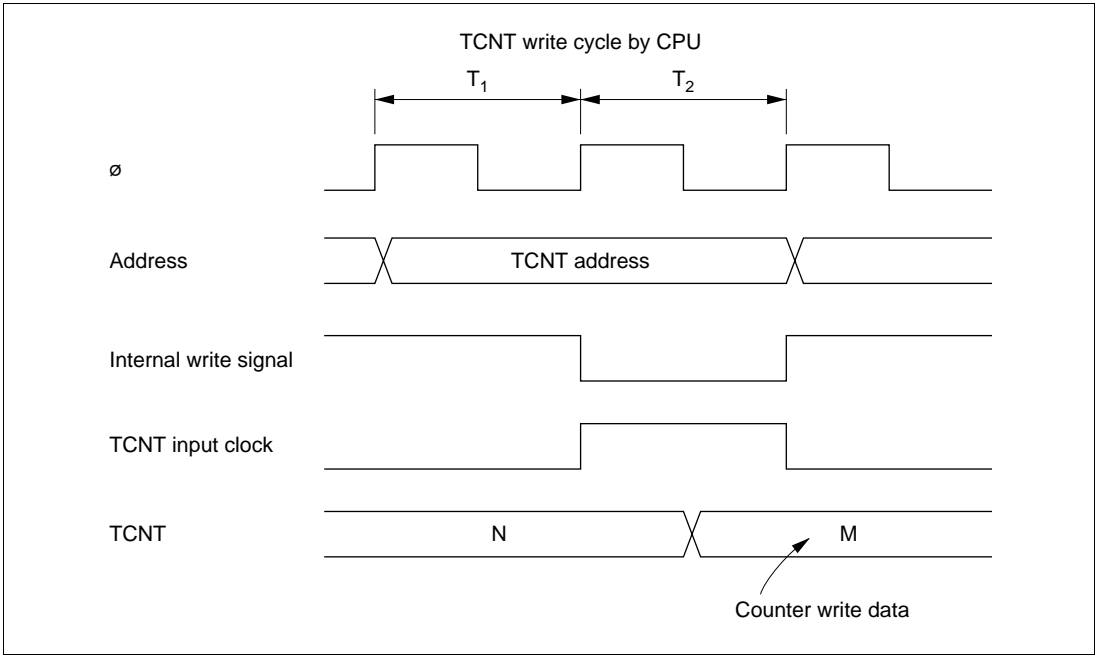 TCNT write cycle by CPU
T1 T2
ø
Address TCNT address
Internal write signal
TCNT input clock
TCNT N M
Counter write data